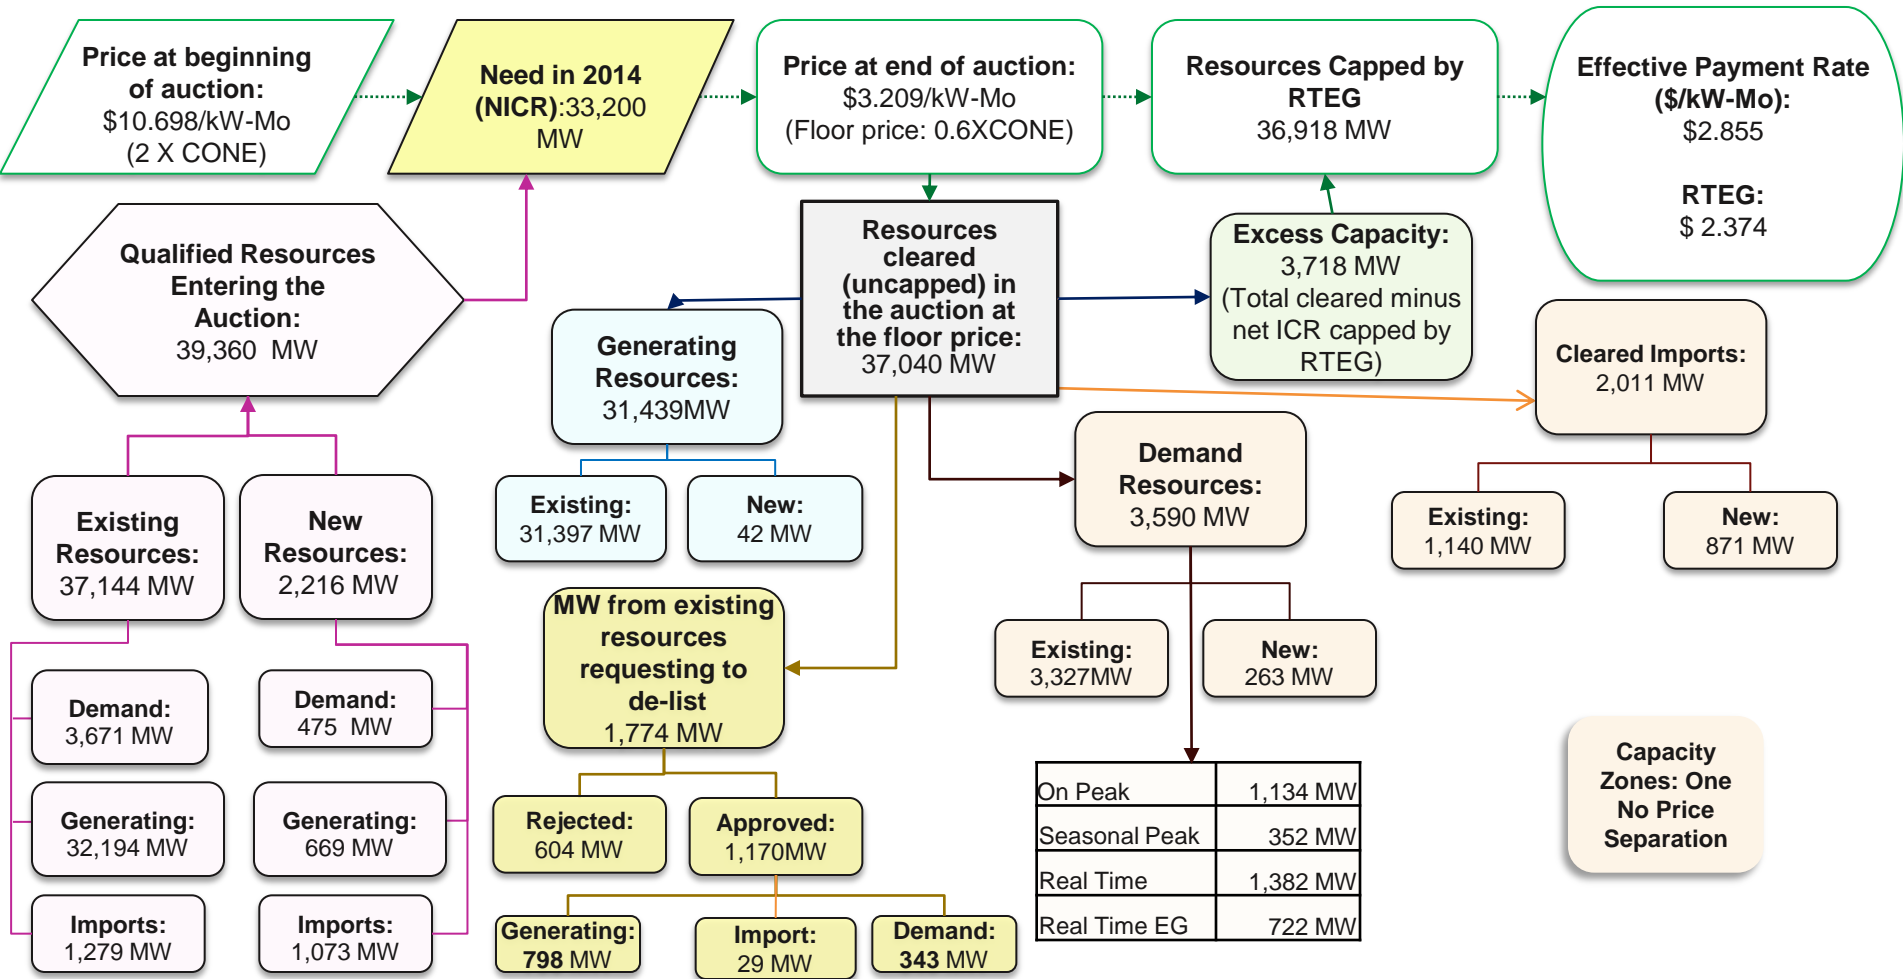 Price at beginning
of auction:
$10.698/kW-Mo
(2 X CONE)
Need in 2014
(NICR):33,200
MW
Price at end of auction:
$3.209/kW-Mo
(Floor price: 0.6XCONE)
Resources Capped by
RTEG
36,918 MW
Effective Payment Rate
($/kW-Mo):
$2.855
RTEG:
$ 2.374
Qualified Resources
Entering the
Auction:
39,360 MW
Resources
cleared
(uncapped) in
the auction at
the floor price:
37,040 MW
Excess Capacity:
3,718 MW
(Total cleared minus
net ICR capped by
RTEG)
Generating
Resources:
31,439MW
Cleared Imports:
2,011 MW
Existing
Resources:
37,144 MW
New
Resources:
2,216 MW
Existing:
31,397 MW
New:
42 MW
Demand
Resources:
3,590 MW
Existing:
1,140 MW
New:
871 MW
MW from existing
resources
requesting to
de-list
1,774 MW
Existing:
3,327MW
New:
263 MW
Demand:
3,671 MW
Demand:
475 MW
Generating:
32,194 MW
Generating:
669 MW
Imports:
1,279 MW
Imports:
1,073 MW
Rejected:
604 MW
Approved:
1,170MW
Generating:
798 MW
Import:
29 MW
Demand:
343 MW
On Peak 1,134 MW
Seasonal Peak 352 MW
Real Time 1,382 MW
Real Time EG 722 MW
Capacity
Zones: One
No Price
Separation